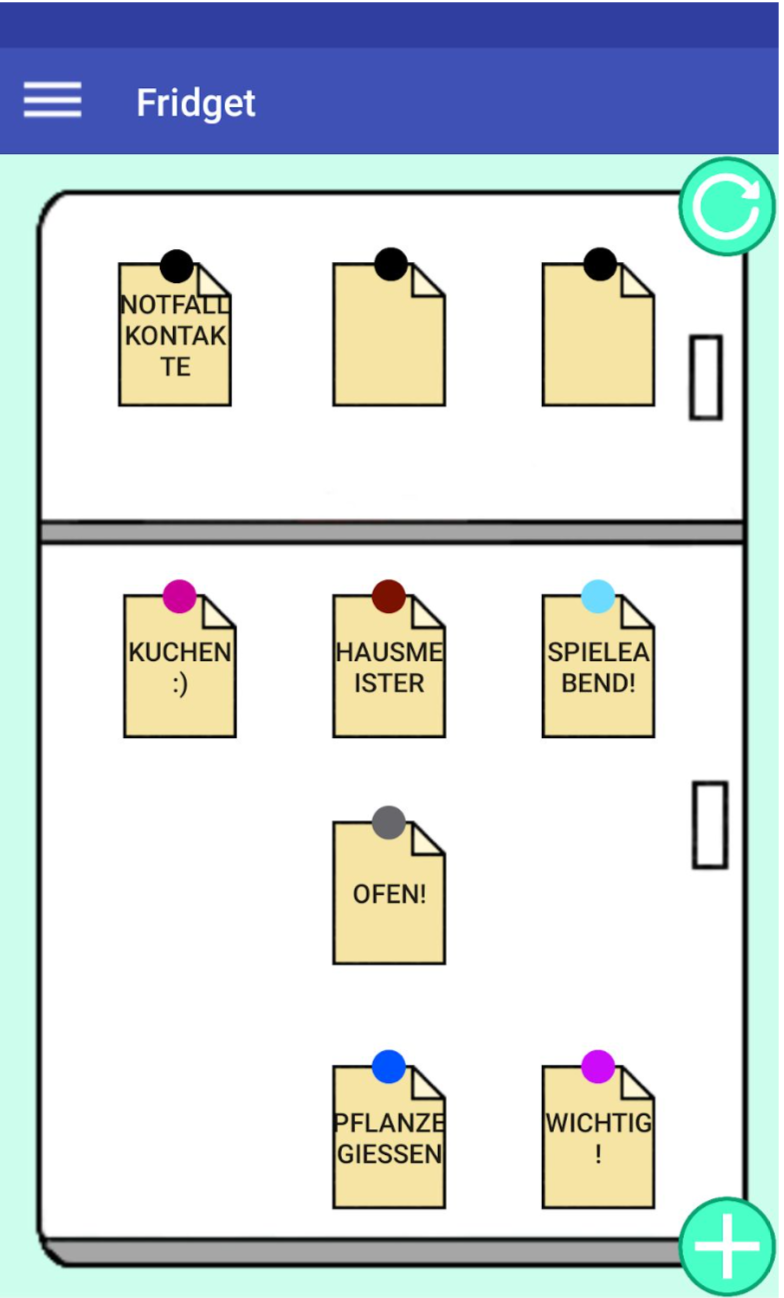 Fridget
NOTFALL
KONTAK
TE
KUCHEN
:)
HAUSME
ISTER
SPIELEA
BEND!
OFEN!
PFLANZE
GIESSEN
WICHTIG
!